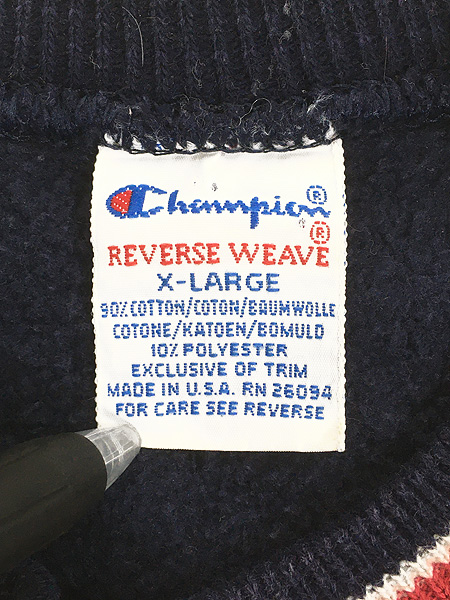 Champion®
REVERSE WEAVE®
X-LARGE
90% COTTON/COTON/BAUMWOLLE
COTONE/KATOEN/BOMULD
10% POLYESTER
EXCLUSIVE OF TRIM
MADE IN U.S.A. RN 26094
FOR CARE SEE REVERSE